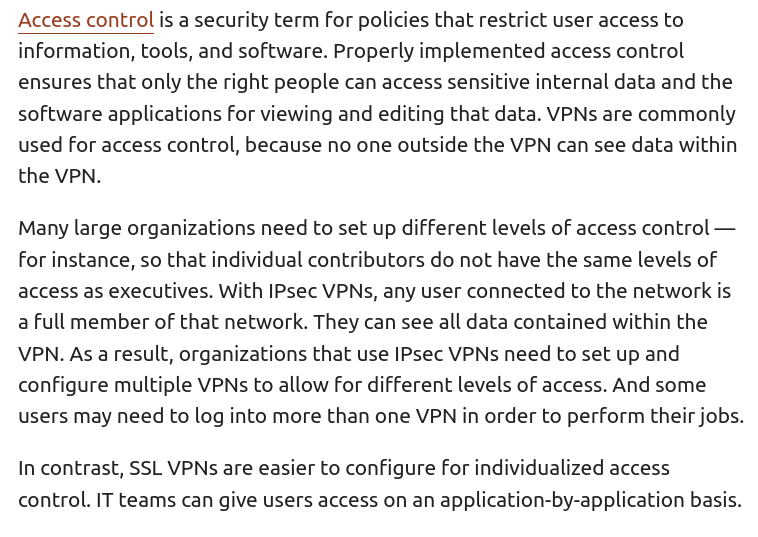 Access control is a security term for policies that restrict user access to
information, tools, and software. Properly implemented access control
ensures that only the right people can access sensitive internal data and the
software applications for viewing and editing that data. VPNs are commonly
used for access control, because no one outside the VPN can see data within
the VPN.
Many large organizations need to set up different levels of access control —
for instance, so that individual contributors do not have the same levels of
access as executives. With IPsec VPNs, any user connected to the network is
a full member of that network. They can see all data contained within the
VPN. As a result, organizations that use IPsec VPNs need to set up and
configure multiple VPNs to allow for different levels of access. And some
users may need to log into more than one VPN in order to perform their jobs.
In contrast, SSL VPNs are easier to configure for individualized access
control. IT teams can give users access on an application-by-application basis.